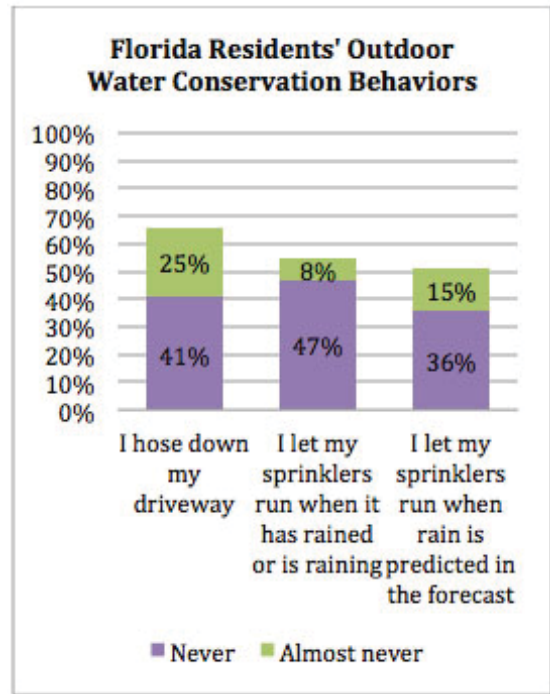 Florida Residents' Outdoor
Water Conservation Behaviors
100%
90%
80%
70%
60%
50%
40%
30%
20%
10%
0%
25%
41%
8%
47%
15%
36%
I hose down
my
driveway
I let my
sprinklers
run when it
has rained
or is raining
I let my
sprinklers
run when
rain is
predicted in
the forecast
Never
Almost never